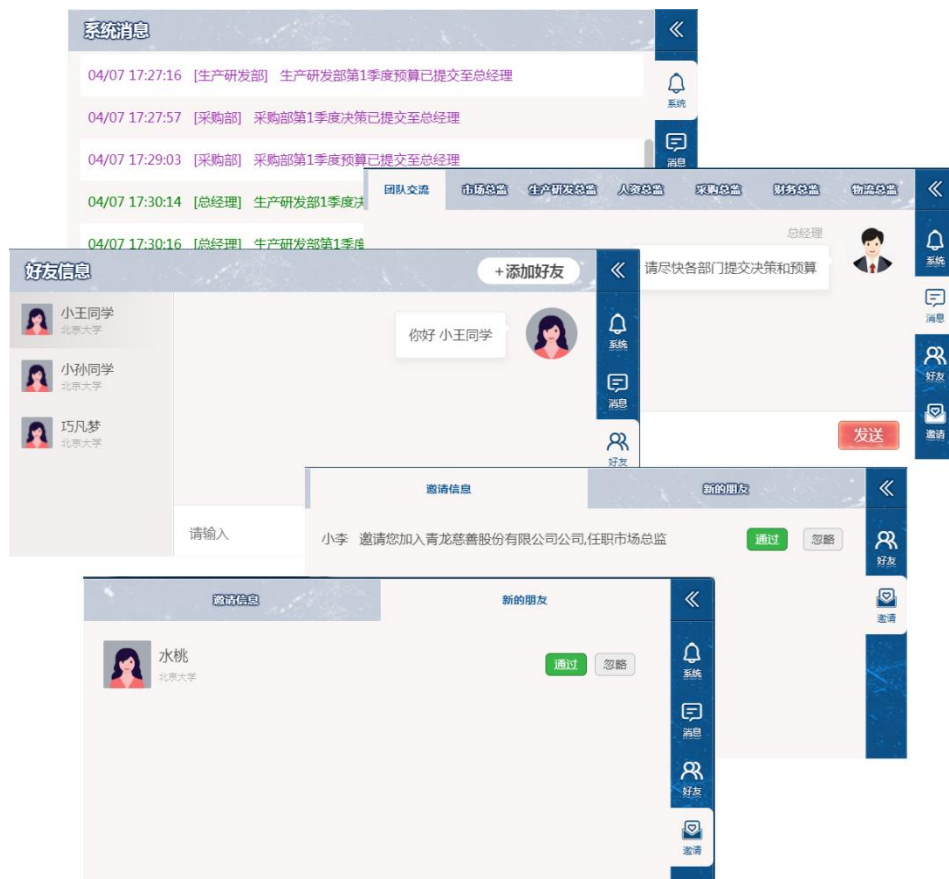 系统消息
04/07 17:27:16 [生产研发部] 生产研发部第1季度预算已提交至总经理
04/07 17:27:57 [采购部] 采购部第1季度决策已提交至总经理
04/07 17:29:03 [采购部] 采购部第1季度预算已提交至总经理
04/07 17:30:14 [总经理] 生产研发部1季度决
04/07 17:30:16 [总经理] 生产研发部第1季度
系统
消息
团队交流 市场总监 生产研发总监 人资总监 采购总监 财务总监 物流总监
总经理
请尽快各部门提交决策和预算
发送
系统
消息
好友
邀请
好友信息 +添加好友
小王同学
北京大学
小孙同学
北京大学
巧凡梦
北京大学
你好 小王同学
请输入
系统
消息
好友
邀请信息 新的朋友
小李 邀请您加入青龙慈善股份有限公司公司,任职市场总监 通过 忽略
好友
邀请
邀请信息 新的朋友
水桃
北京大学
通过 忽略
系统
消息
好友
邀请